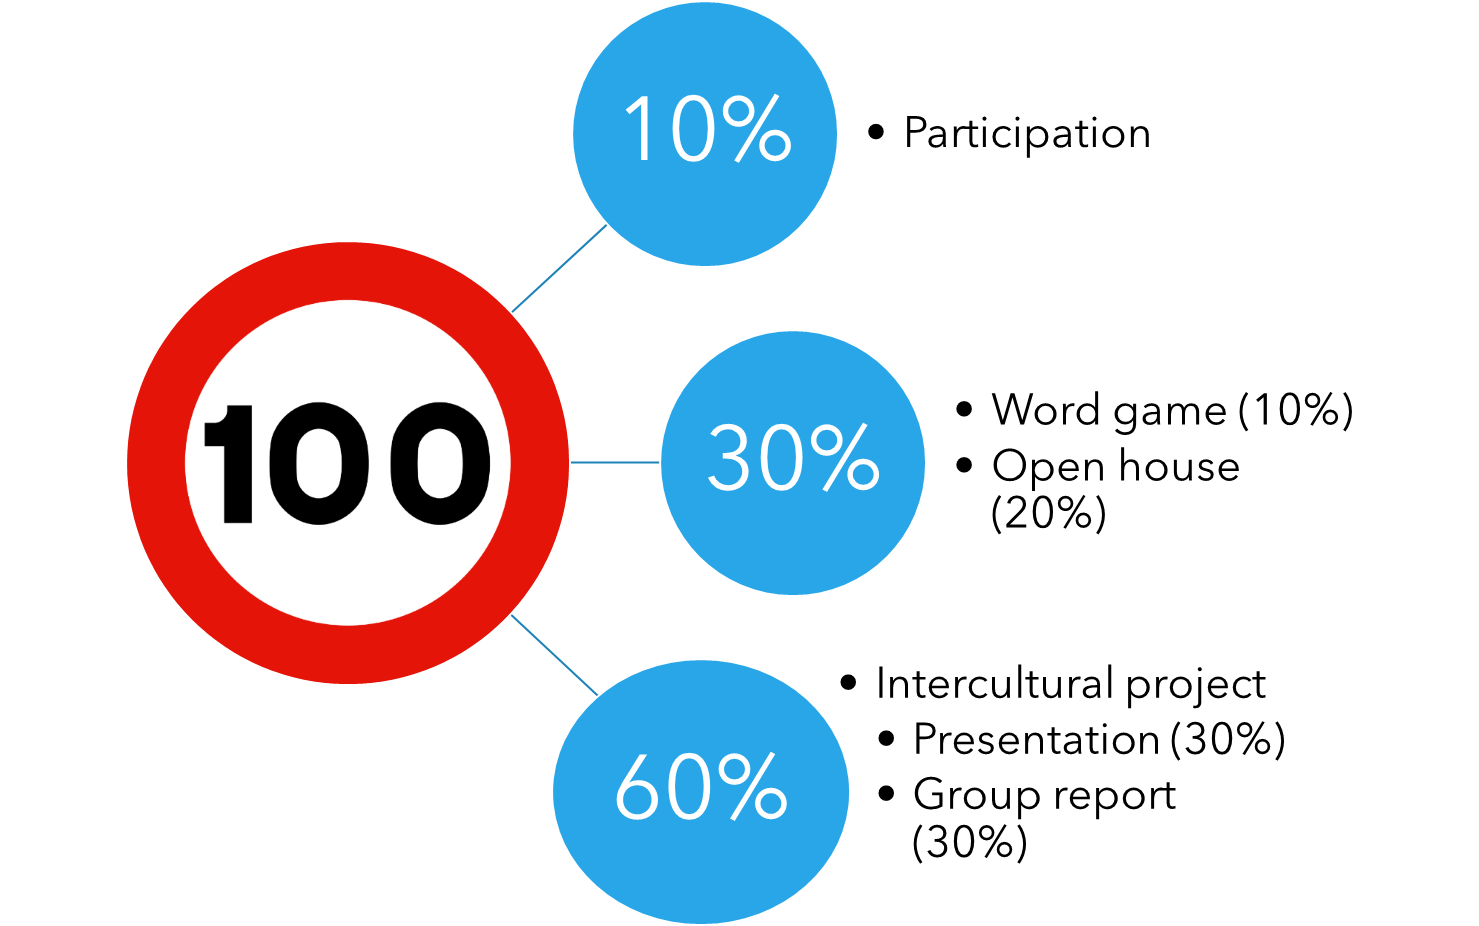 10%
• Participation
100
30%
• Word game (10%)
• Open house
(20%)
60%
• Intercultural project
• Presentation (30%)
• Group report
(30%)